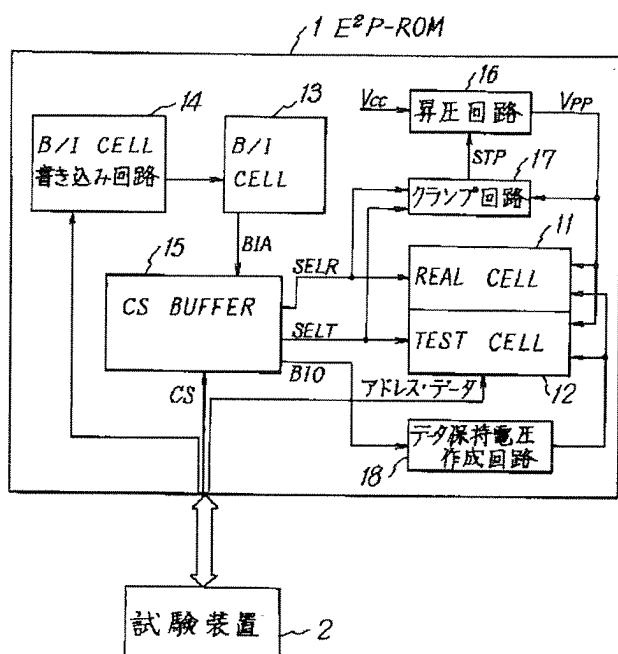 1 E²P-ROM
14
B/I CELL
書き込み回路
13
B/I
CELL
16
Vcc
昇圧回路
VPP
STP
17
クランプ回路
15
BIA
CS BUFFER
SELR
SELT
BIO
CS
11
REAL CELL
TEST CELL
12
アドレス・データ
データ保持電圧
作成回路
18
試験装置
2